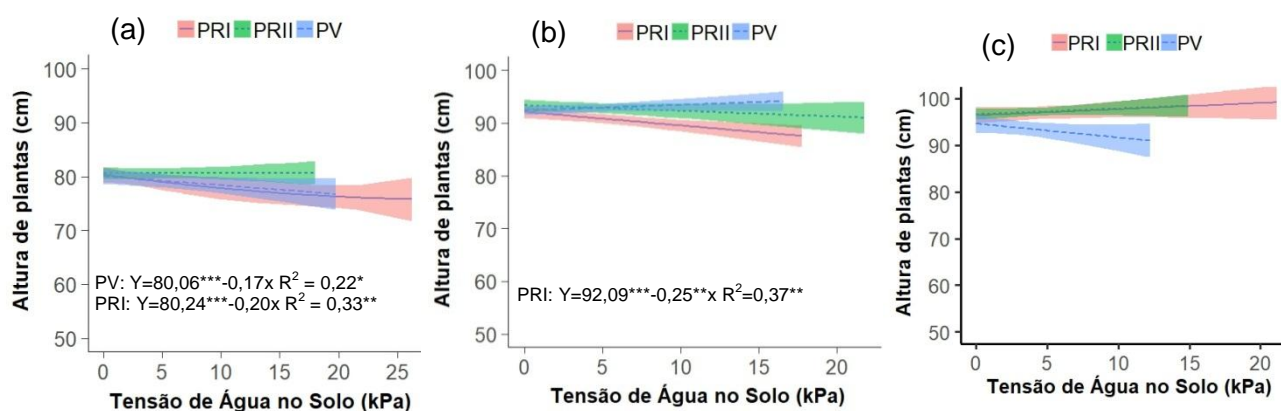 (a)
PRI PRII PV
Altura de plantas (cm)
100
90
80
70
60
50
PV: Y=80,06***-0,17x R² = 0,22*
PRI: Y=80,24***-0,20x R² = 0,33**
0 5 10 15 20 25
Tensão de Água no Solo (kPa)
(b)
PRI PRII PV
Altura de plantas (cm)
100
90
80
70
60
50
PRI: Y=92,09***-0,25**x R²=0,37**
0 5 10 15 20
Tensão de Água no Solo (kPa)
(c)
PRI PRII PV
Altura de plantas (cm)
100
90
80
70
60
50
0 5 10 15 20
Tensão de Água no Solo (kPa)